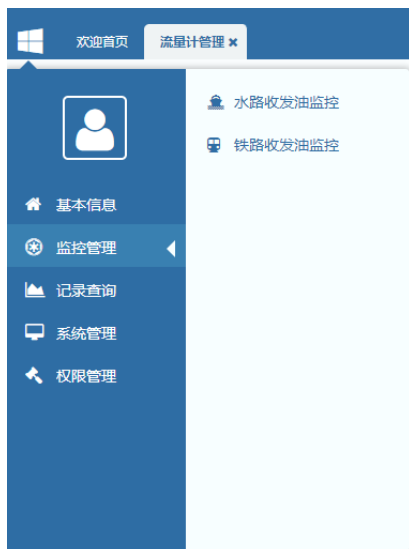 欢迎首页
流量计管理 ×
水路收发油监控
铁路收发油监控
基本信息
监控管理
记录查询
系统管理
权限管理